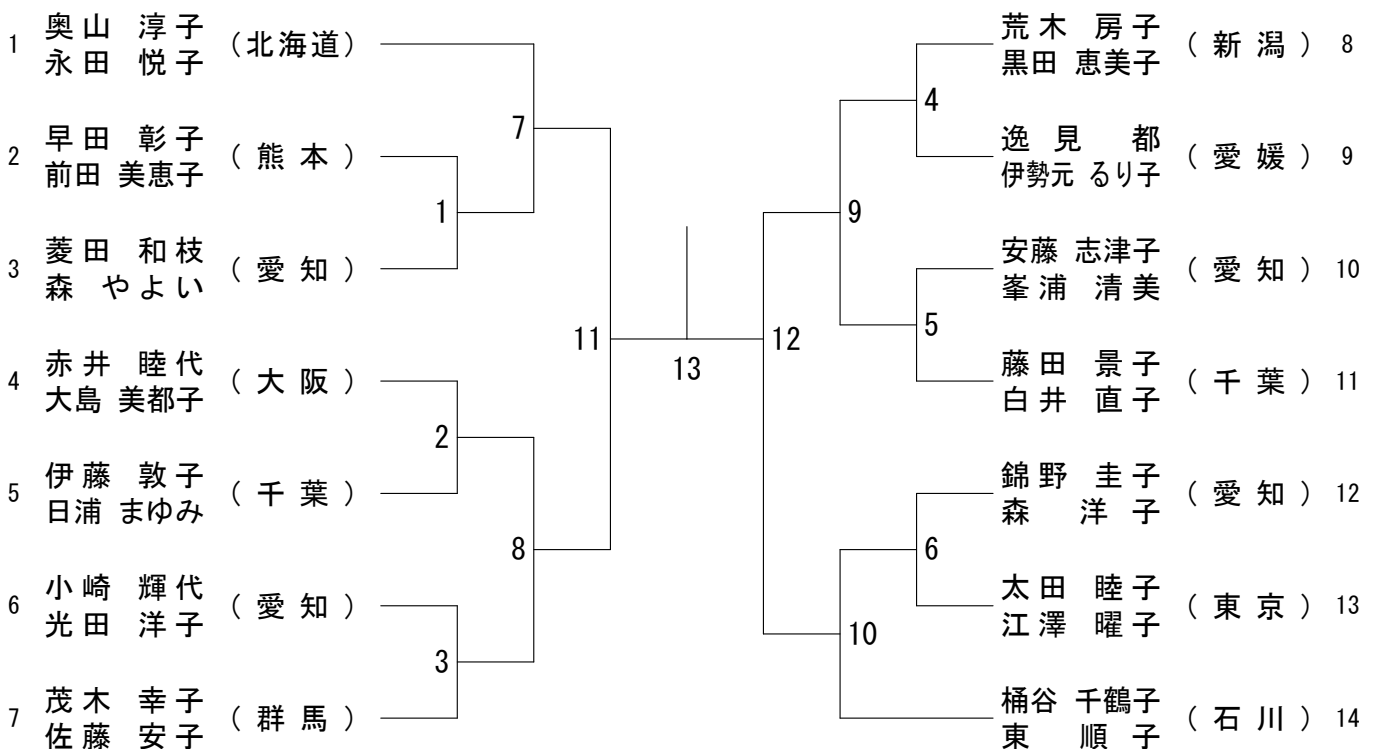 1 奥山 淳子 (北海道)
永田 悦子
2 早田 彰子 (熊本)
前田 美恵子
3 菱田 和枝 (愛知)
森 やよい
4 赤井 睦代 (大阪)
大島 美都子
5 伊藤 敦子 (千葉)
日浦 まゆみ
6 小崎 輝代 (愛知)
光田 洋子
7 茂木 幸子 (群馬)
佐藤 安子
7
1
11
2
8
3
13
12
4
9
5
6
10
荒木 房子 (新潟) 8
黒田 恵美子
逸見 都 (愛媛) 9
伊勢元 るり子
安藤 志津子 (愛知) 10
峯浦 清美
藤田 景子 (千葉) 11
白井 直子
錦野 圭子 (愛知) 12
森 洋子
太田 睦子 (東京) 13
江澤 曜子
桶谷 千鶴子 (石川) 14
東 順子